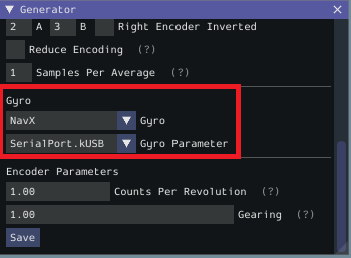 Generator
2 A 3 B Right Encoder Inverted
Reduce Encoding (?)
1 Samples Per Average (?)
Gyro
NavX Gyro
SerialPort.kUSB Gyro Parameter
Encoder Parameters
1.00 Counts Per Revolution (?)
1.00 Gearing (?)
Save